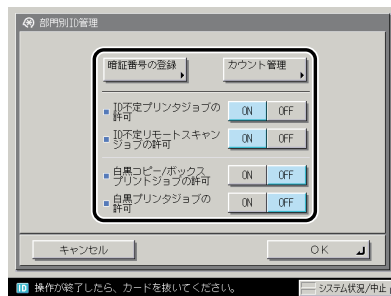 部門別ID管理
暗証番号の登録
カウント管理
ID不定プリンタジョブの
許可
ON
OFF
ID不定リモートスキャン
ジョブの許可
ON
OFF
白黒コピー/ボックス
プリントジョブの許可
ON
OFF
白黒プリンタジョブの
許可
ON
OFF
キャンセル
OK
ID 操作が終了したら、カードを抜いてください。
システム状況/中止